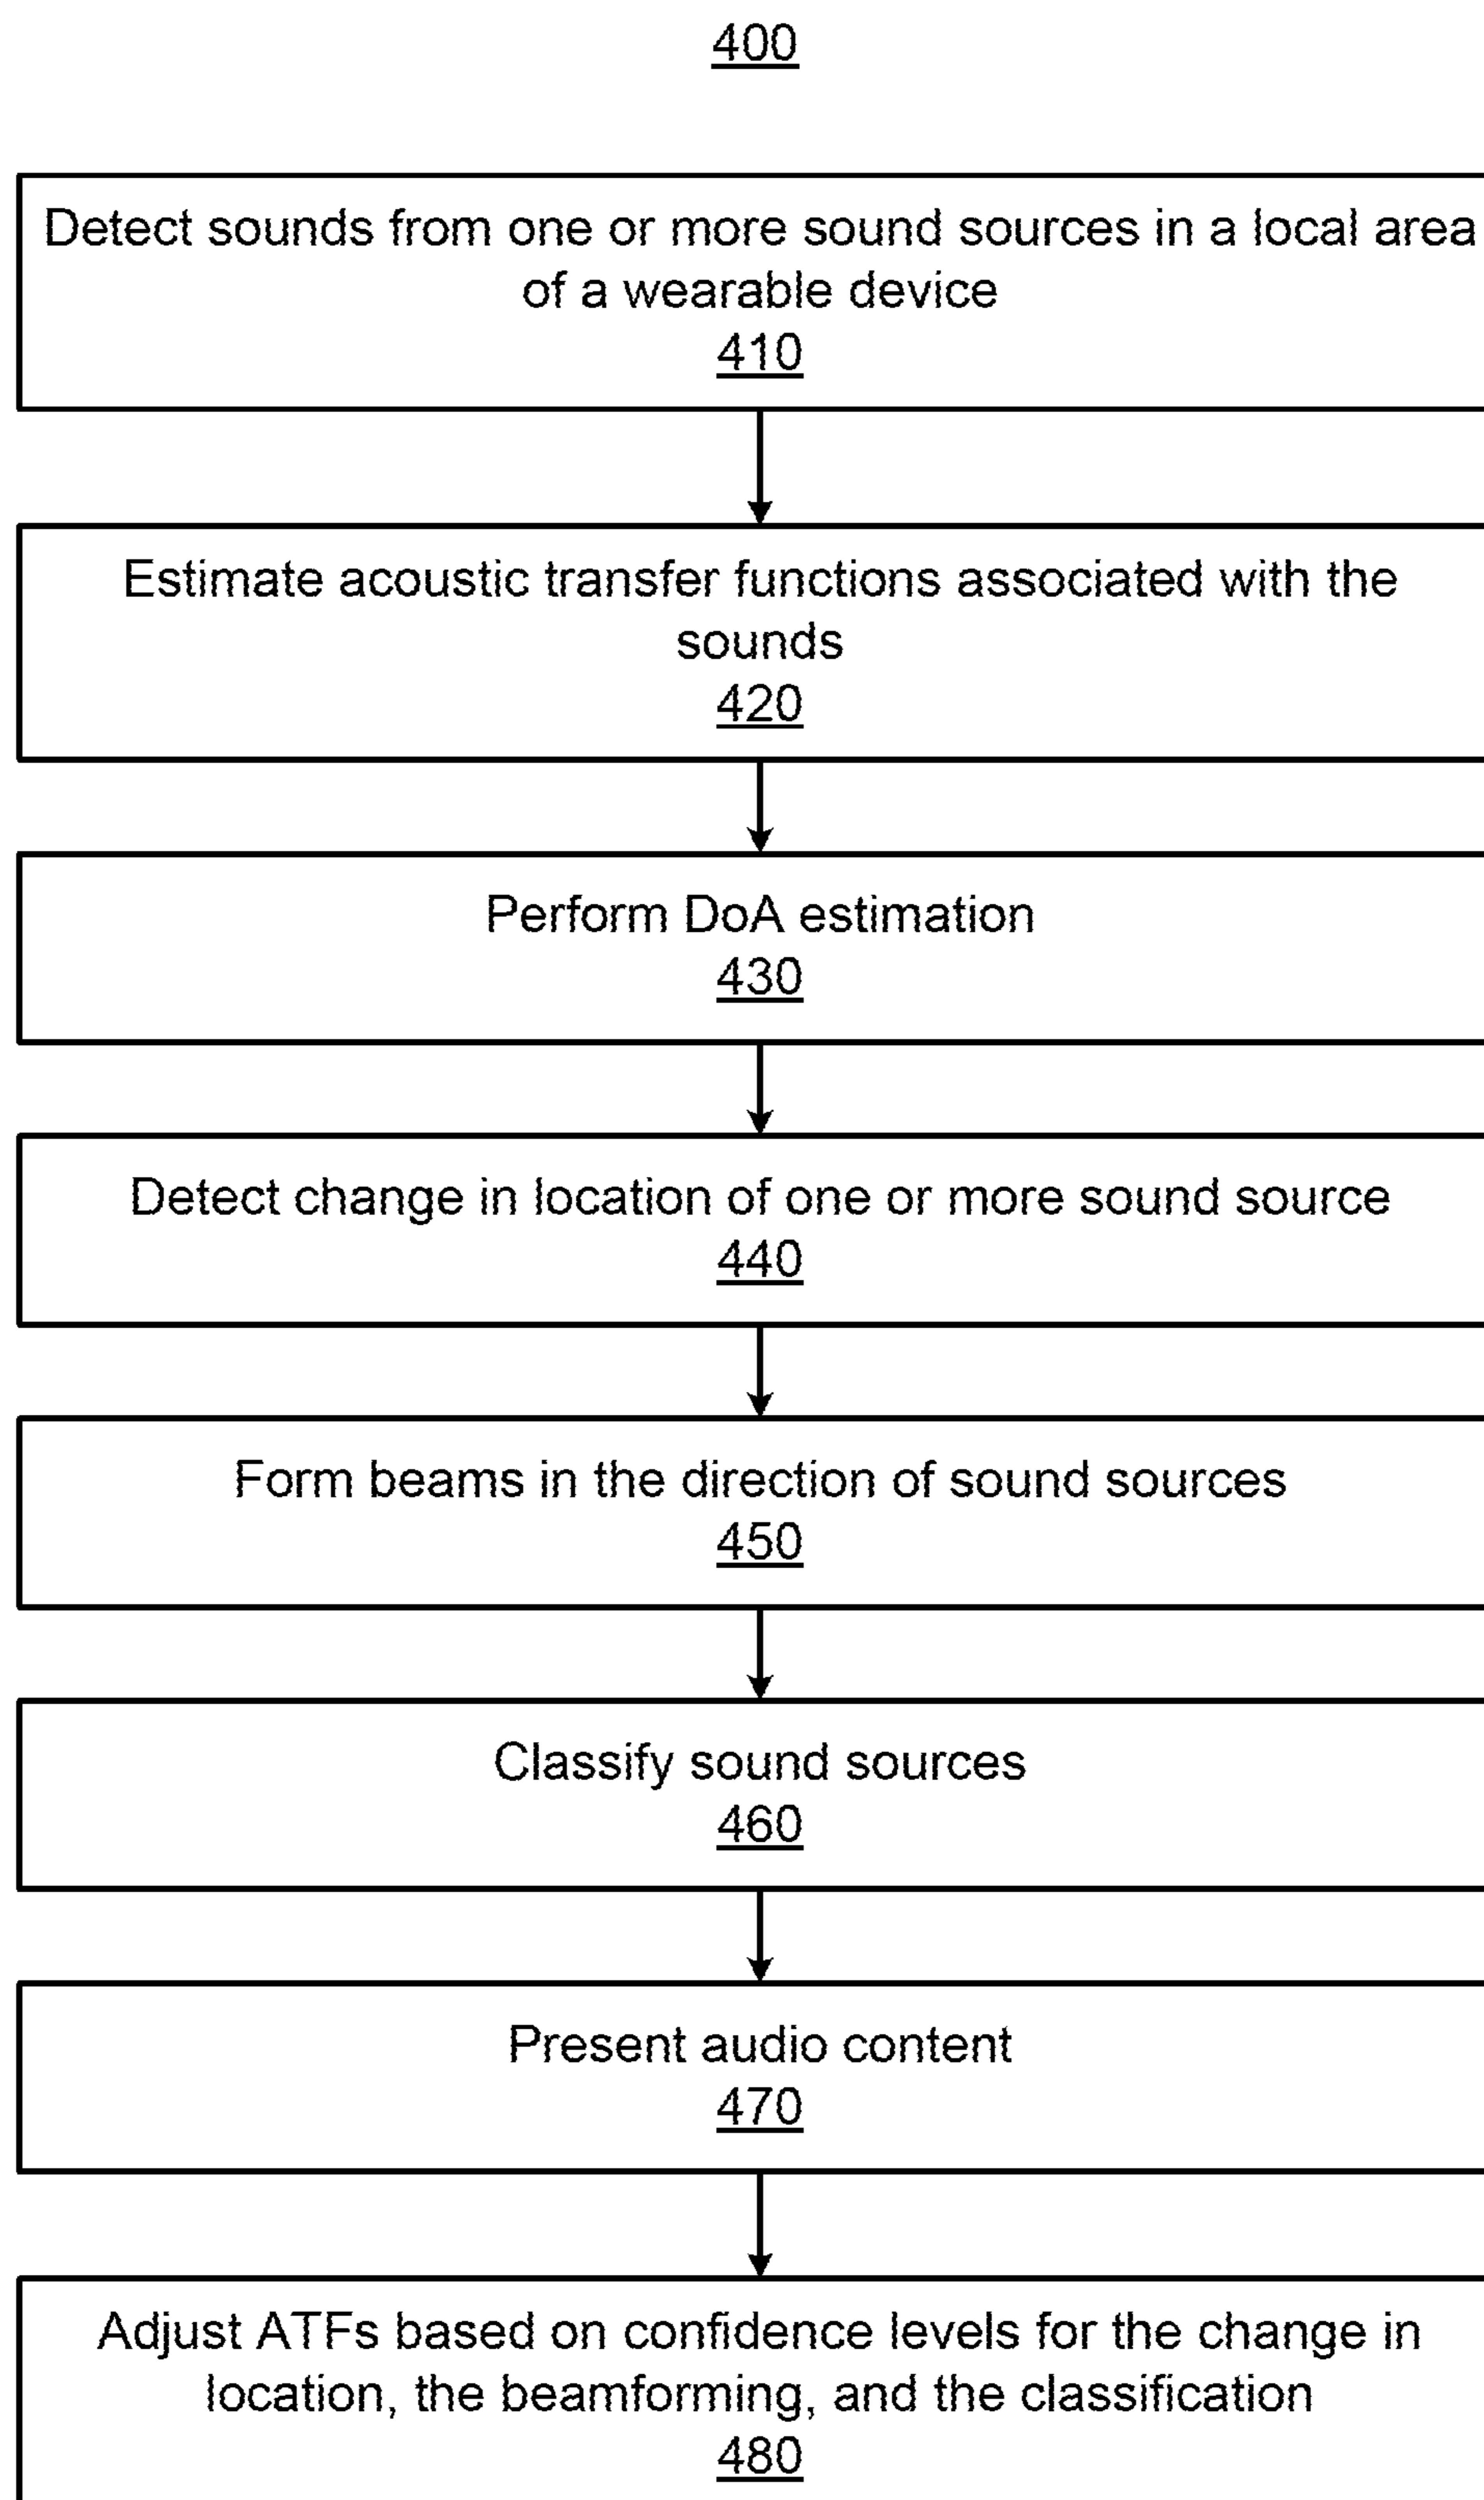 400
Detect sounds from one or more sound sources in a local area
of a wearable device
410
Estimate acoustic transfer functions associated with the
sounds
420
Perform DoA estimation
430
Detect change in location of one or more sound source
440
Form beams in the direction of sound sources
450
Classify sound sources
460
Present audio content
470
Adjust ATFs based on confidence levels for the change in
location, the beamforming, and the classification
480